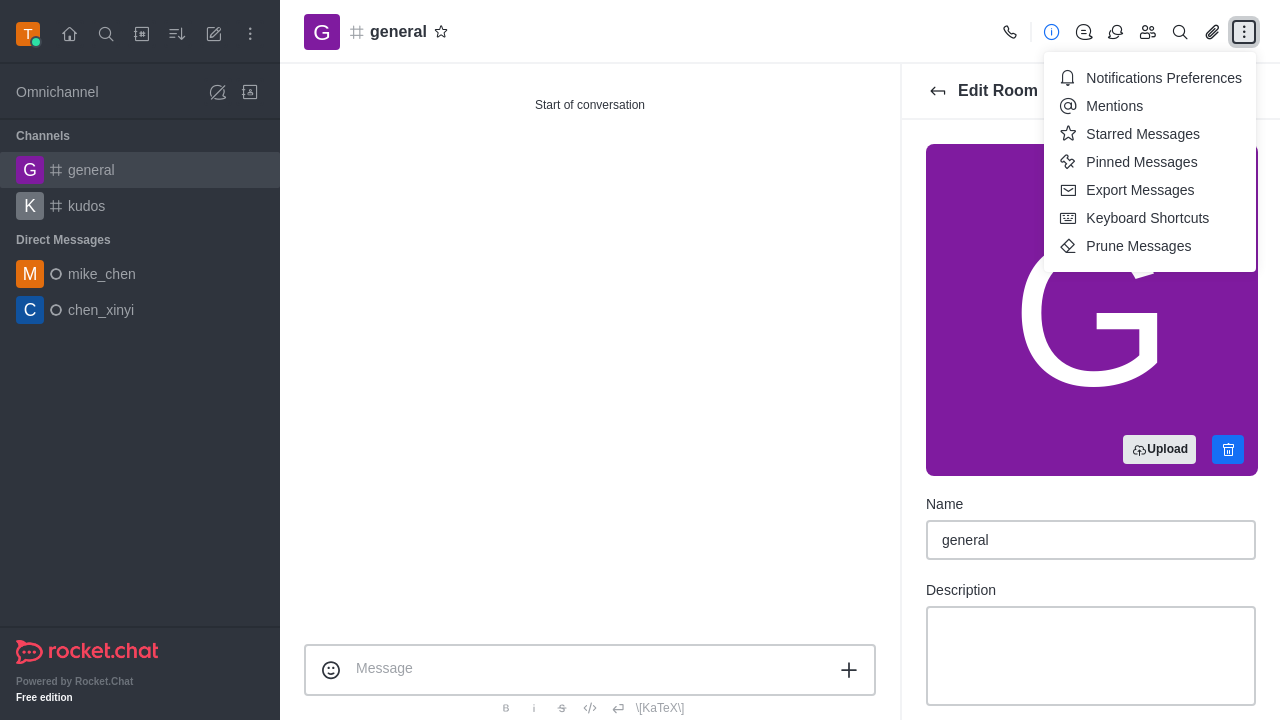 T
Omnichannel
Channels
G general
K kudos
Direct Messages
M mike_chen
C chen_xinyi
rocket.chat
Powered by Rocket.Chat
Free edition
G general
Start of conversation
Message
B i S \[KaTeX\]
Edit Room
Notifications Preferences
Mentions
Starred Messages
Pinned Messages
Export Messages
Keyboard Shortcuts
Prune Messages
G
Upload
Name
general
Description